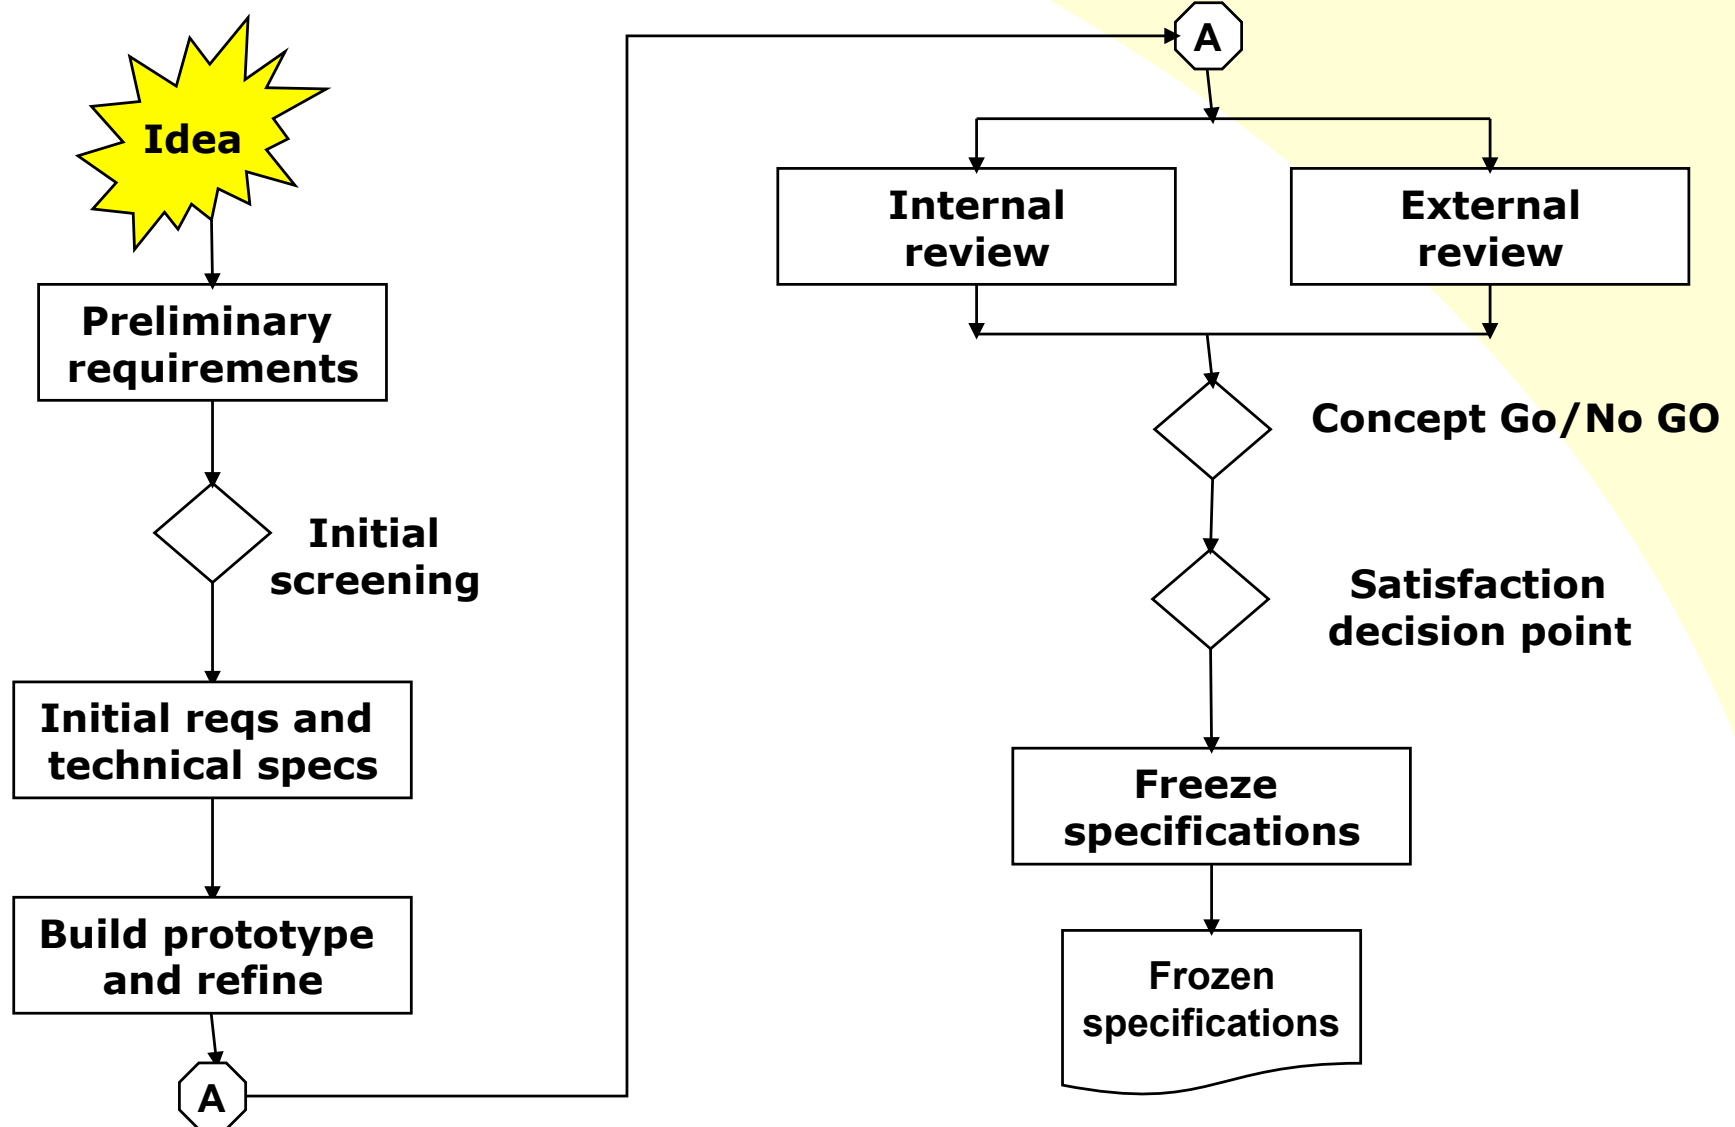 Idea
Preliminary
requirements
Initial
screening
Initial reqs and
technical specs
Build prototype
and refine
A
A
Internal
review
External
review
Concept Go/No GO
Satisfaction
decision point
Freeze
specifications
Frozen
specifications